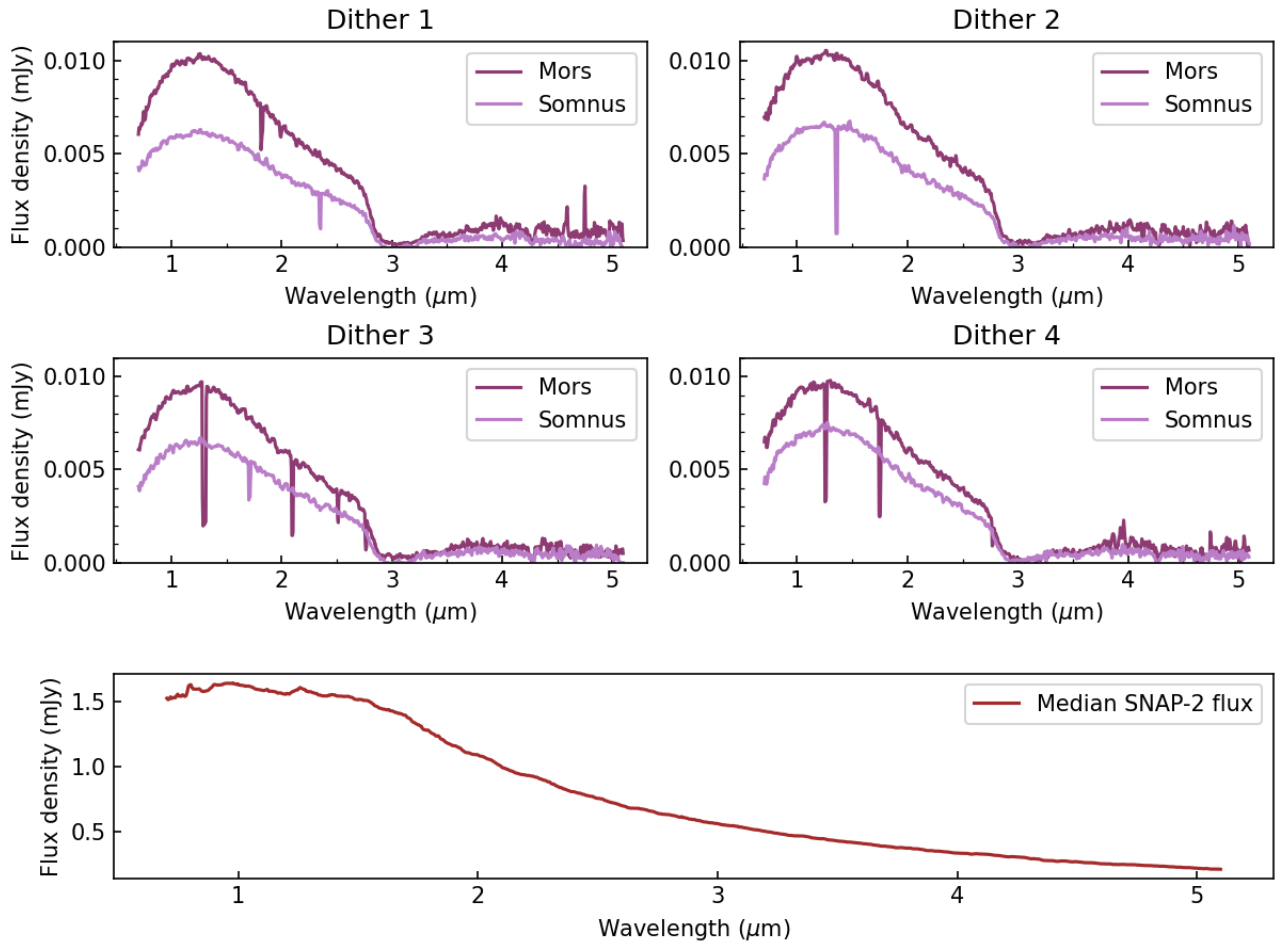 Dither 1
Dither 2
Flux density (mJy)
0.010
0.005
0.000
Mors
Somnus
1 2 3 4 5
Wavelength (μm)
0.010
0.005
0.000
Mors
Somnus
1 2 3 4 5
Wavelength (μm)
Dither 3
Dither 4
Flux density (mJy)
0.010
0.005
0.000
Mors
Somnus
1 2 3 4 5
Wavelength (μm)
0.010
0.005
0.000
Mors
Somnus
1 2 3 4 5
Wavelength (μm)
Flux density (mJy)
1.5
1.0
0.5
Median SNAP-2 flux
1 2 3 4 5
Wavelength (μm)